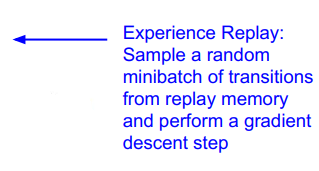 Experience Replay:
Sample a random
minibatch of transitions
from replay memory
and perform a gradient
descent step